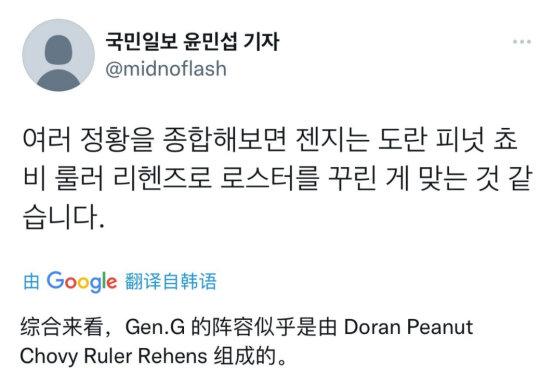 국민일보 윤민섭 기자
@midnoflash
여러 정황을 종합해보면 젠지는 도란 피넛 쵸
비 룰러 리헨즈로 로스터를 꾸린 게 맞는 것 같
습니다.
由 Google 翻译自韩语
综合来看，Gen.G 的阵容似乎是由 Doran Peanut
Chovy Ruler Rehens 组成的。